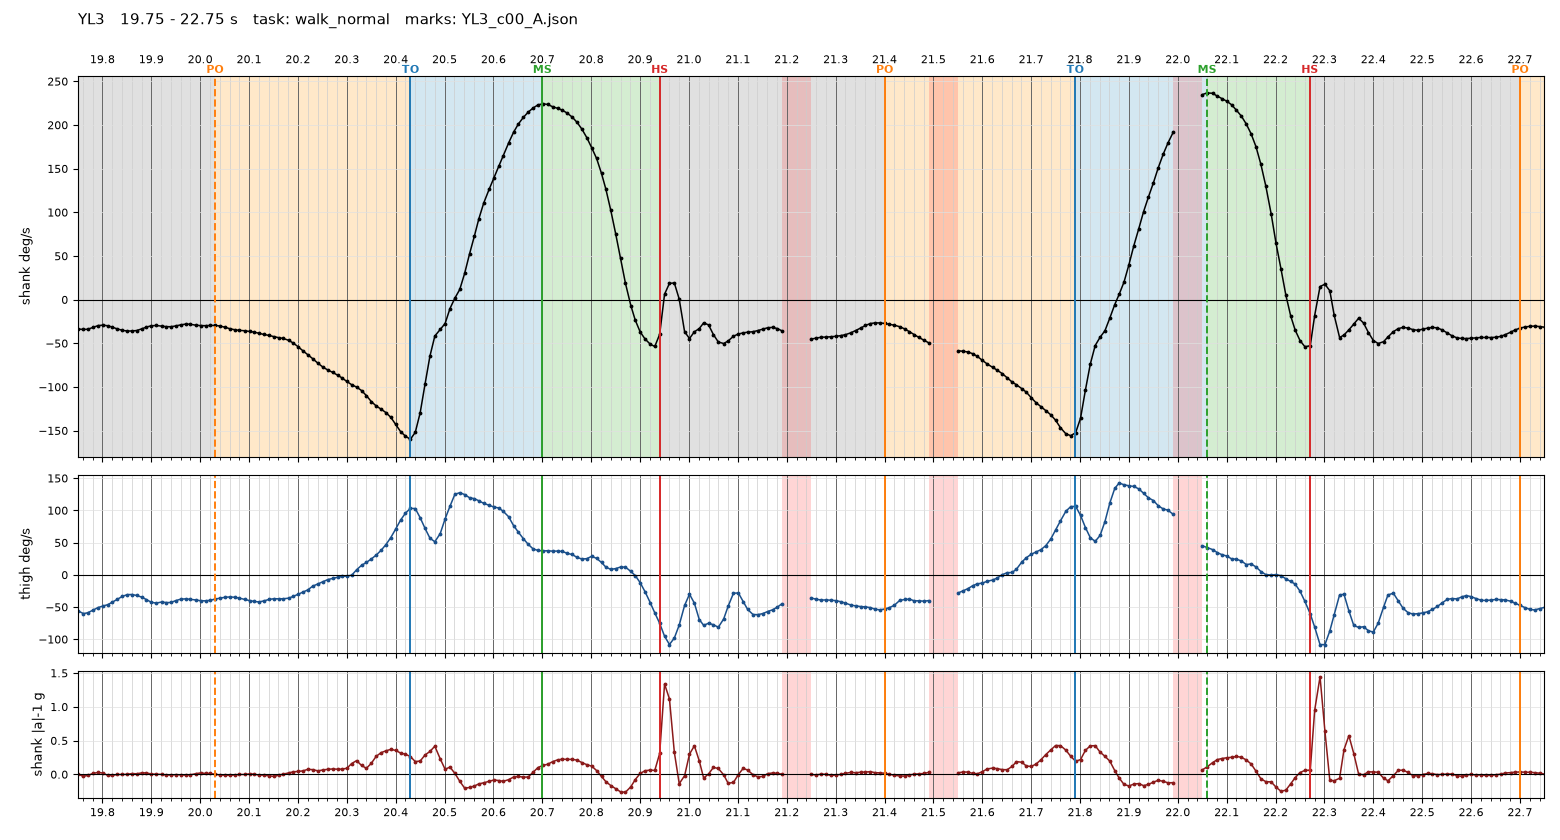 YL3   19.75 - 22.75 s   task: walk_normal   marks: YL3_c00_A.json
19.8 19.9 20.0 20.1 20.2 20.3 20.4 20.5 20.6 20.7 20.8 20.9 21.0 21.1 21.2 21.3 21.4 21.5 21.6 21.7 21.8 21.9 22.0 22.1 22.2 22.3 22.4 22.5 22.6 22.7
PO TO MS HS PO TO MS HS PO
250
200
150
100
50
0
−50
−100
−150
shank deg/s
150
100
50
0
−50
−100
thigh deg/s
1.5
1.0
0.5
0.0
shank |a|-1 g
19.8 19.9 20.0 20.1 20.2 20.3 20.4 20.5 20.6 20.7 20.8 20.9 21.0 21.1 21.2 21.3 21.4 21.5 21.6 21.7 21.8 21.9 22.0 22.1 22.2 22.3 22.4 22.5 22.6 22.7